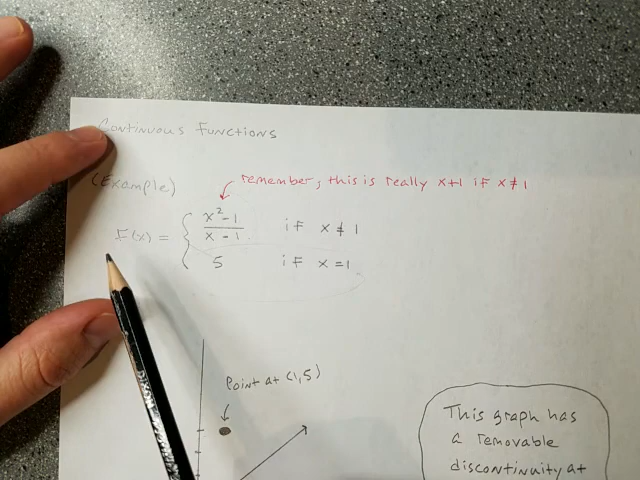 Continuous Functions
(Example)
remember, this is really x+1 if x≠1
F(x) = { x²-1 / x-1 if x≠1
5 if x=1
Point at (1,5)
This graph has
a removable
discontinuity at